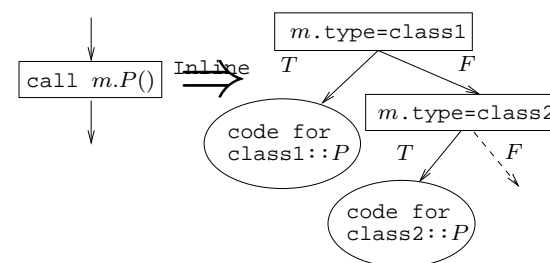 call m.P()
Inline
m.type=class1
T
F
code for
class1::P
m.type=class2
T
F
code for
class2::P